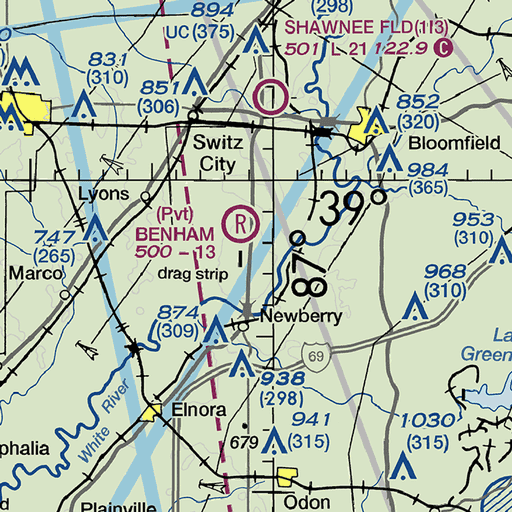 894
UC (375)
(298)
SHAWNEE FLD (1I3)
501 L 21 122.9 C
831
(310)
851
(306)
852
(320)
Switz
City
Bloomfield
984
(365)
Lyons
39°
(Pvt)
BENHAM
500 – 13
R
747
(265)
953
(310)
Marco
drag strip
87
968
(310)
874
(309)
Newberry
La
Green
69
938
(298)
White River
Elnora
941
(315)
1030
(315)
679
phalia
Odon
Plainville
d